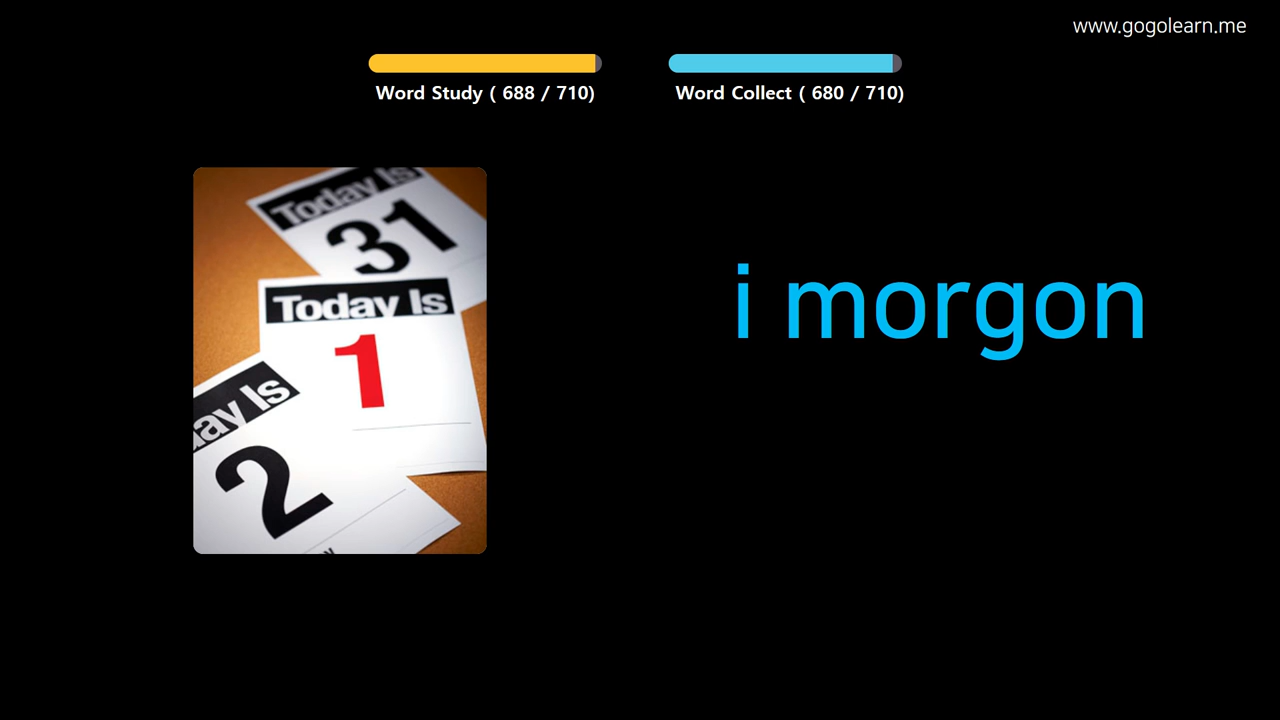 www.gogolearn.me
Word Study ( 688 / 710)
Word Collect ( 680 / 710)
Today Is
31
Today Is
1
ay Is
2
i morgon